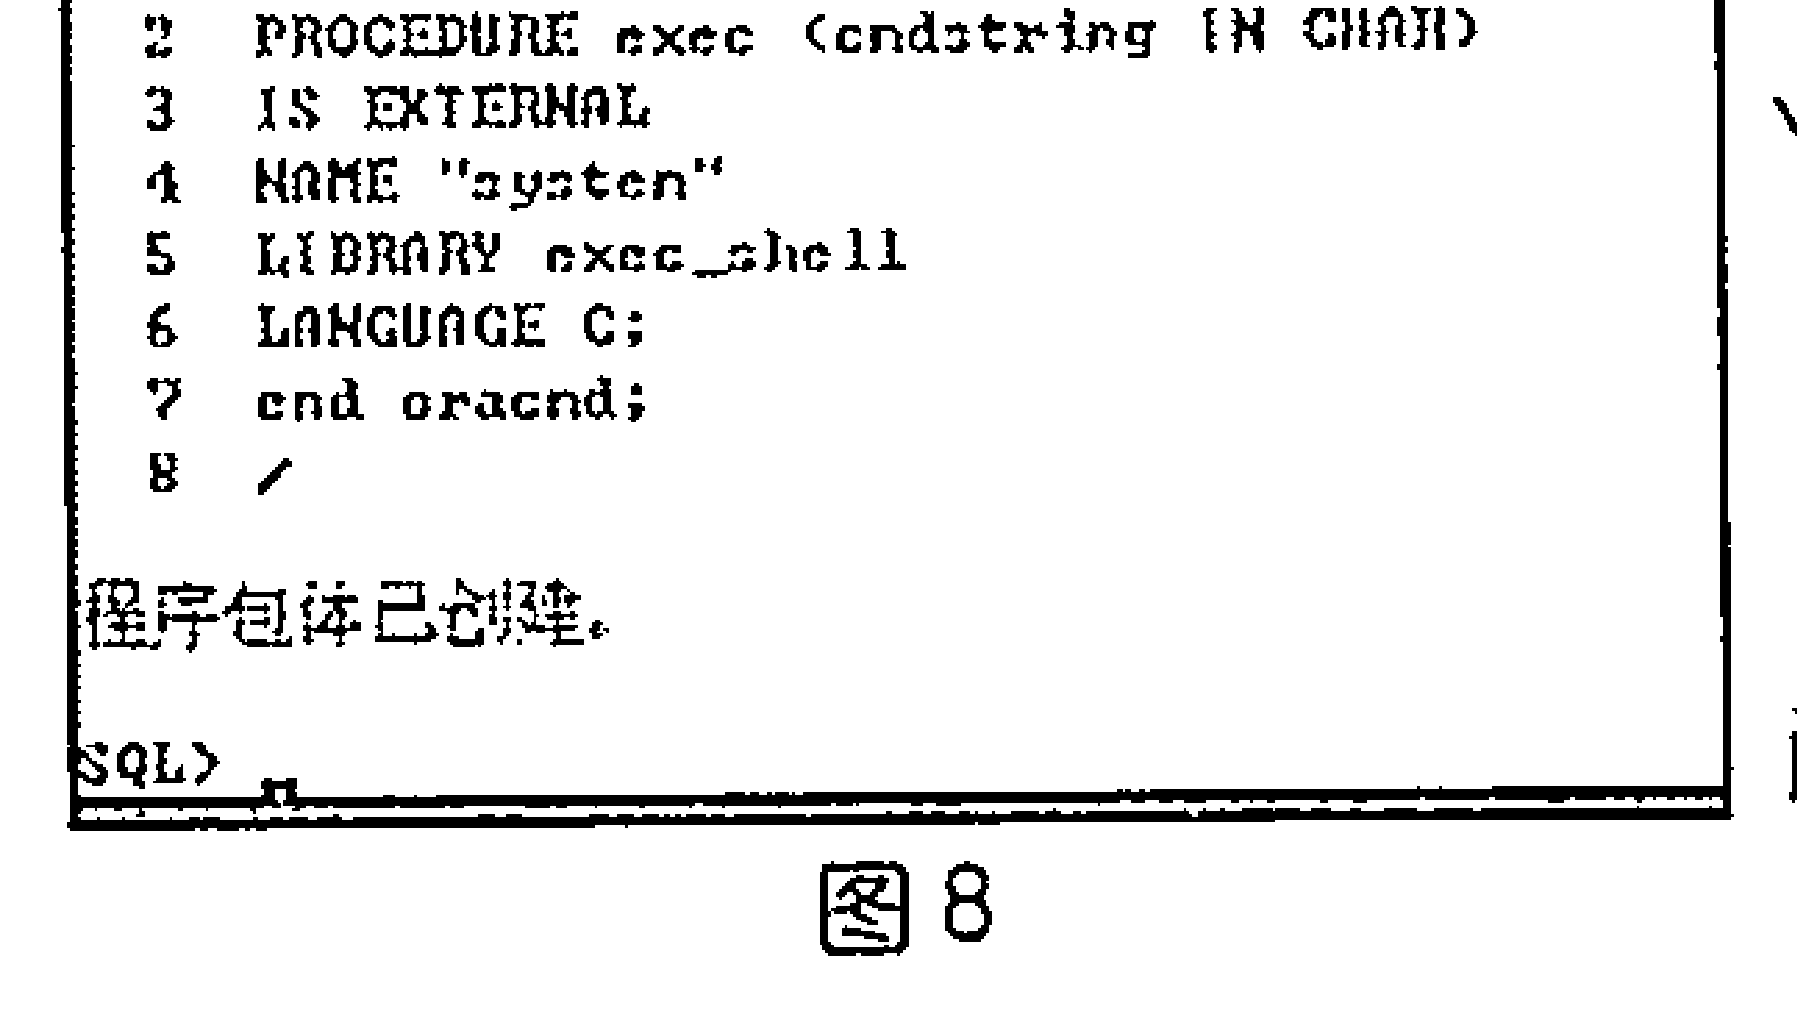 2 PROCEDURE exec (cmdstring IN CHAR)
3 IS EXTERNAL
4 NAME "system"
5 LIBRARY exec_shell
6 LANGUAGE C;
7 end oracmd;
8 /
程序包体已创建。
SQL>
图 8